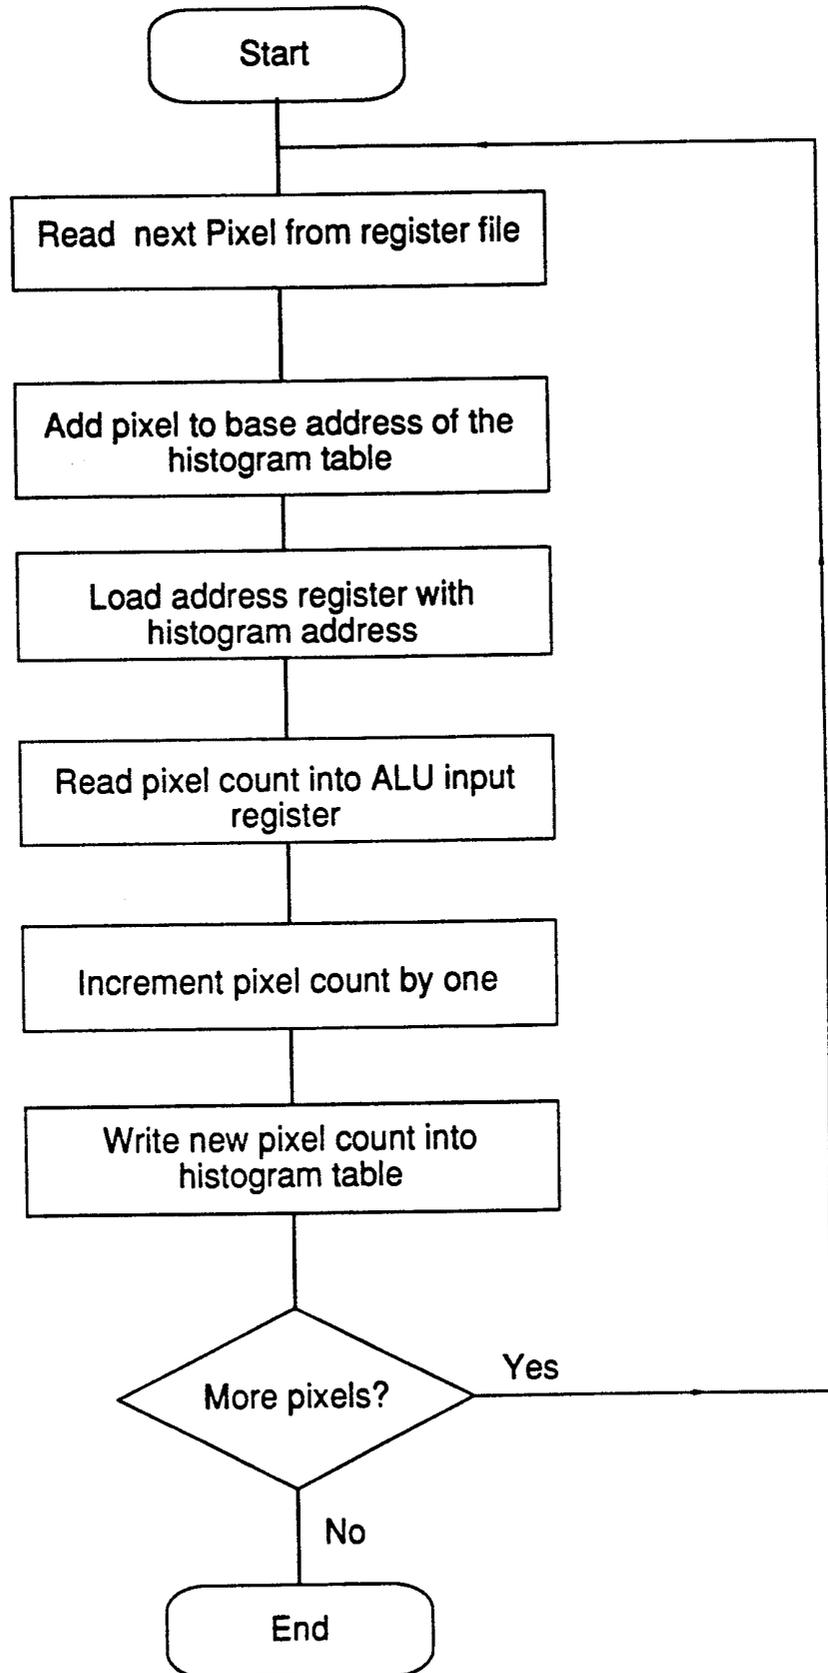 Start
Read next Pixel from register file
Add pixel to base address of the
histogram table
Load address register with
histogram address
Read pixel count into ALU input
register
Increment pixel count by one
Write new pixel count into
histogram table
More pixels?
Yes
No
End